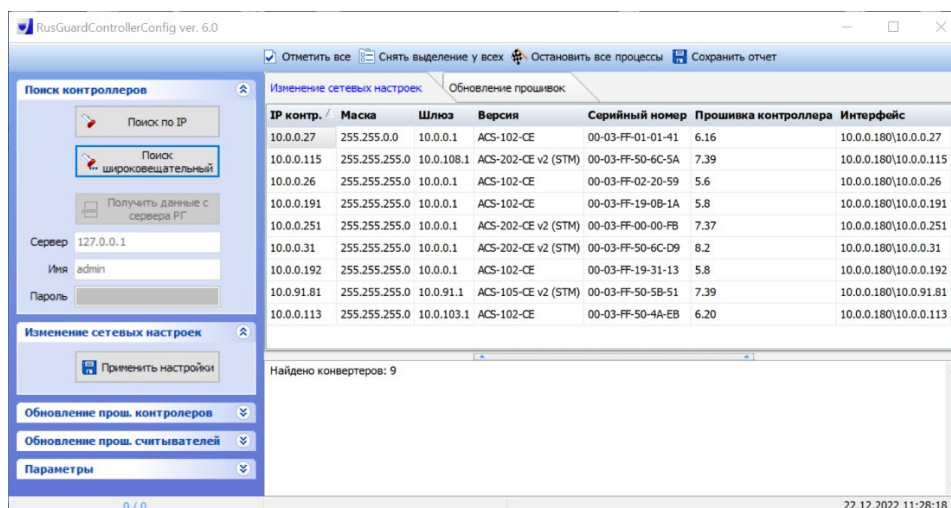 RusGuardControllerConfig ver. 6.0
Отметить все Снять выделение у всех Остановить все процессы Сохранить отчет
Поиск контроллеров
Поиск по IP
Поиск
широковещательный
Получить данные с
сервера РГ
Сервер 127.0.0.1
Имя admin
Пароль
Изменение сетевых настроек
Применить настройки
Обновление прош. контролеров
Обновление прош. считывателей
Параметры
Изменение сетевых настроек Обновление прошивок
IP контр. Маска Шлюз Версия Серийный номер Прошивка контроллера Интерфейс
10.0.0.27 255.255.0.0 10.0.0.1 ACS-102-CE 00-03-FF-01-01-41 6.16 10.0.0.180\10.0.0.27
10.0.0.115 255.255.255.0 10.0.108.1 ACS-202-CE v2 (STM) 00-03-FF-50-6C-5A 7.39 10.0.0.180\10.0.0.115
10.0.0.26 255.255.255.0 10.0.0.1 ACS-102-CE 00-03-FF-02-20-59 5.6 10.0.0.180\10.0.0.26
10.0.0.191 255.255.255.0 10.0.0.1 ACS-102-CE 00-03-FF-19-0B-1A 5.8 10.0.0.180\10.0.0.191
10.0.0.251 255.255.255.0 10.0.0.1 ACS-202-CE v2 (STM) 00-03-FF-00-00-FB 7.37 10.0.0.180\10.0.0.251
10.0.0.31 255.255.255.0 10.0.0.1 ACS-202-CE v2 (STM) 00-03-FF-50-6C-D9 8.2 10.0.0.180\10.0.0.31
10.0.0.192 255.255.255.0 10.0.0.1 ACS-102-CE 00-03-FF-19-31-13 5.8 10.0.0.180\10.0.0.192
10.0.91.81 255.255.255.0 10.0.91.1 ACS-105-CE v2 (STM) 00-03-FF-50-5B-51 7.39 10.0.0.180\10.0.91.81
10.0.0.113 255.255.255.0 10.0.103.1 ACS-102-CE 00-03-FF-50-4A-EB 6.20 10.0.0.180\10.0.0.113
Найдено конвертеров: 9
0 / 0
22.12.2022 11:28:18